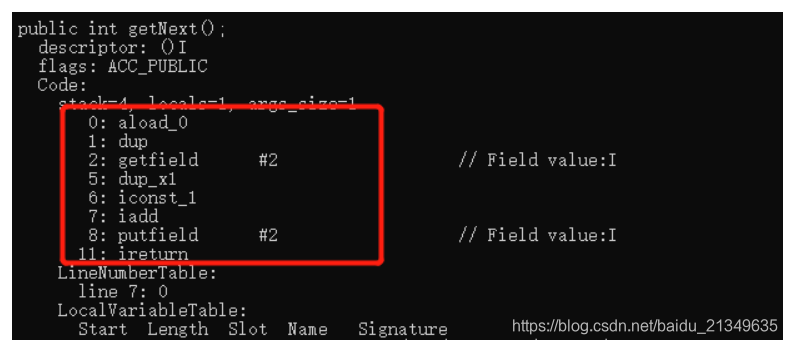 public int getNext();
descriptor: ()I
flags: ACC_PUBLIC
Code:
stack=4, locals=1, args_size=1
0: aload_0
1: dup
2: getfield #2 // Field value:I
5: dup_x1
6: iconst_1
7: iadd
8: putfield #2 // Field value:I
11: ireturn
LineNumberTable:
line 7: 0
LocalVariableTable:
Start Length Slot Name Signature
https://blog.csdn.net/baidu_21349635